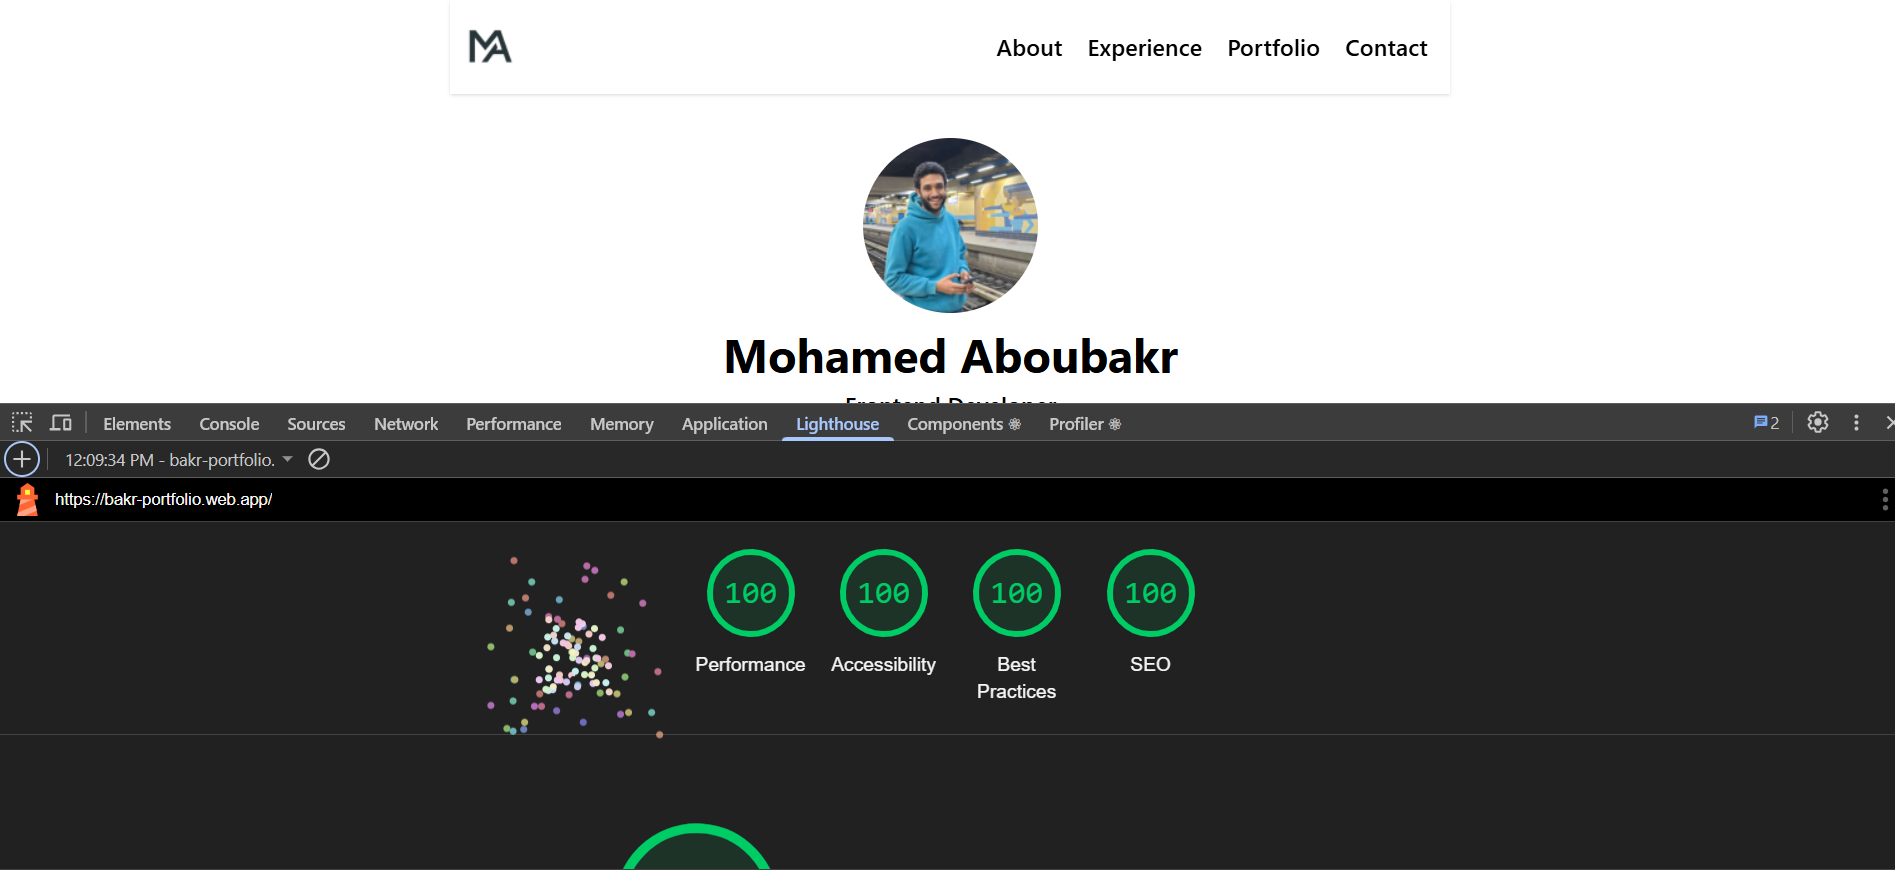 MA
About Experience Portfolio Contact
Mohamed Aboubakr
Frontend Developer
Elements Console Sources Network Performance Memory Application Lighthouse Components Profiler 2
12:09:34 PM - bakr-portfolio.
https://bakr-portfolio.web.app/
100 100 100 100
Performance Accessibility Best Practices SEO